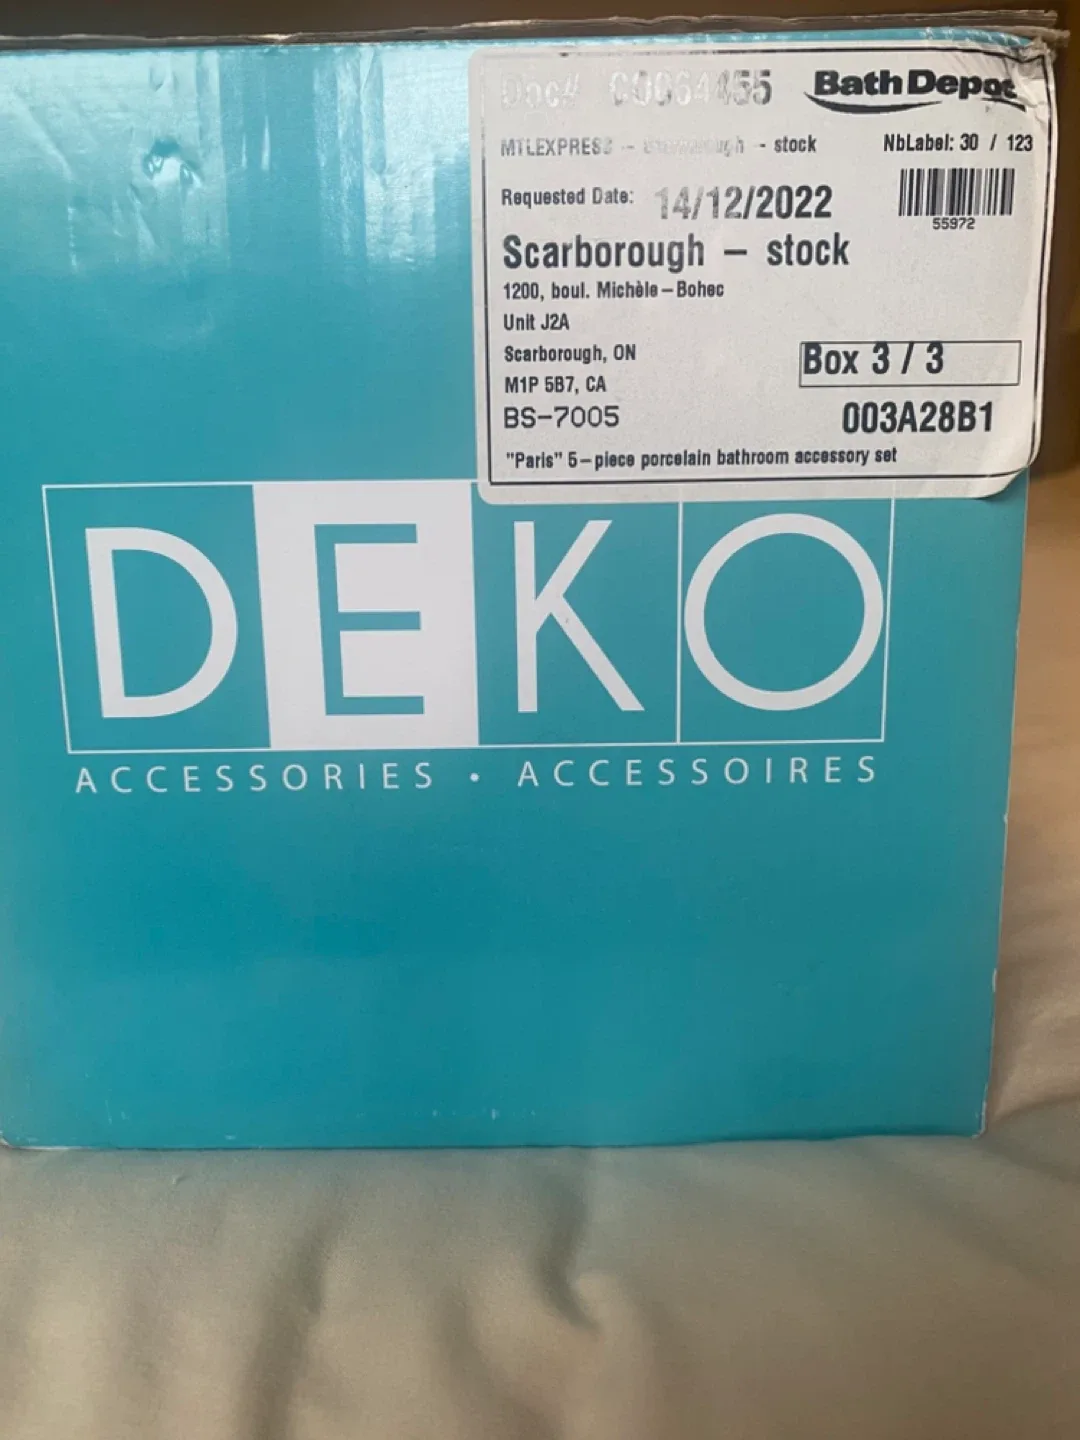 Doc# C0064455
Bath Depot
MTLEXPRESS - Scarborough - stock
NbLabel: 30 / 123
Requested Date: 14/12/2022
55972
Scarborough - stock
1200, boul. Michèle-Bohec
Unit J2A
Scarborough, ON
Box 3 / 3
M1P 5B7, CA
BS-7005
003A28B1
"Paris" 5-piece porcelain bathroom accessory set
DEKO
ACCESSORIES • ACCESSOIRES